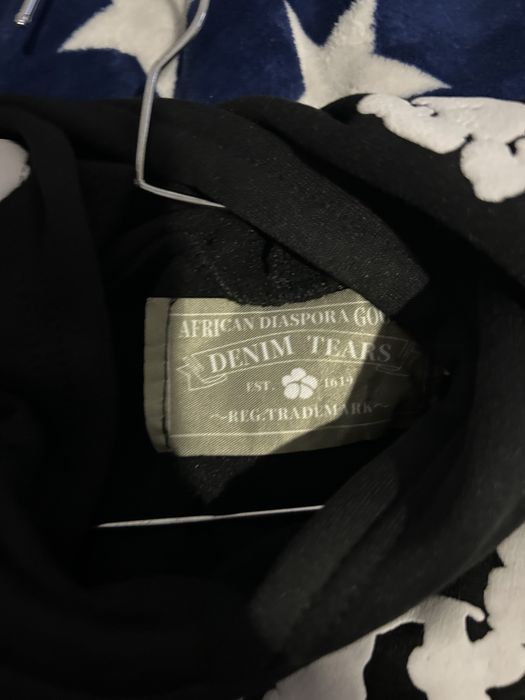 AFRICAN DIASPORA
DENIM TEARS
EST. 1619
~REG.TRADEMARK~